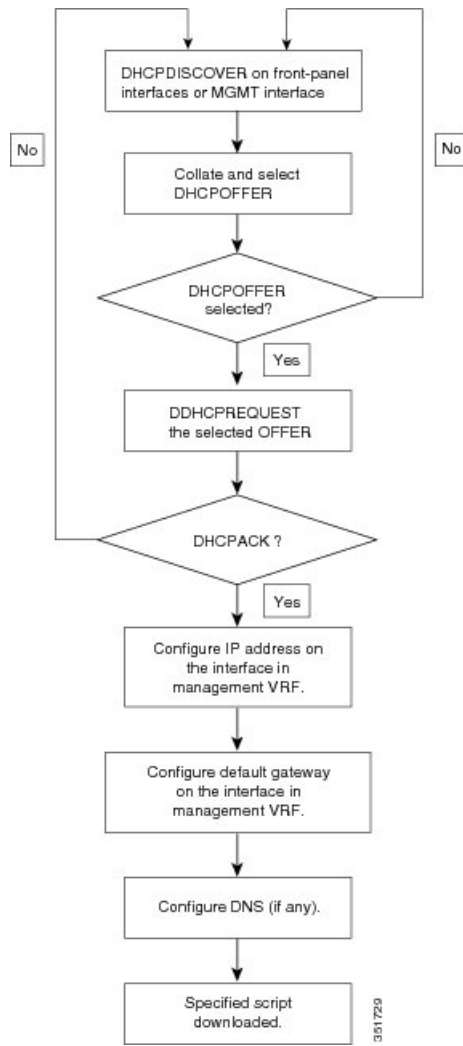 DHCPDISCOVER on front-panel
interfaces or MGMT interface
No
No
Collate and select
DHCPOFFER
DHCPOFFER
selected?
Yes
DDHCPREQUEST
the selected OFFER
DHCPACK ?
Yes
Configure IP address on
the interface in
management VRF.
Configure default gateway
on the interface in
management VRF.
Configure DNS (if any).
Specified script
downloaded.
351729